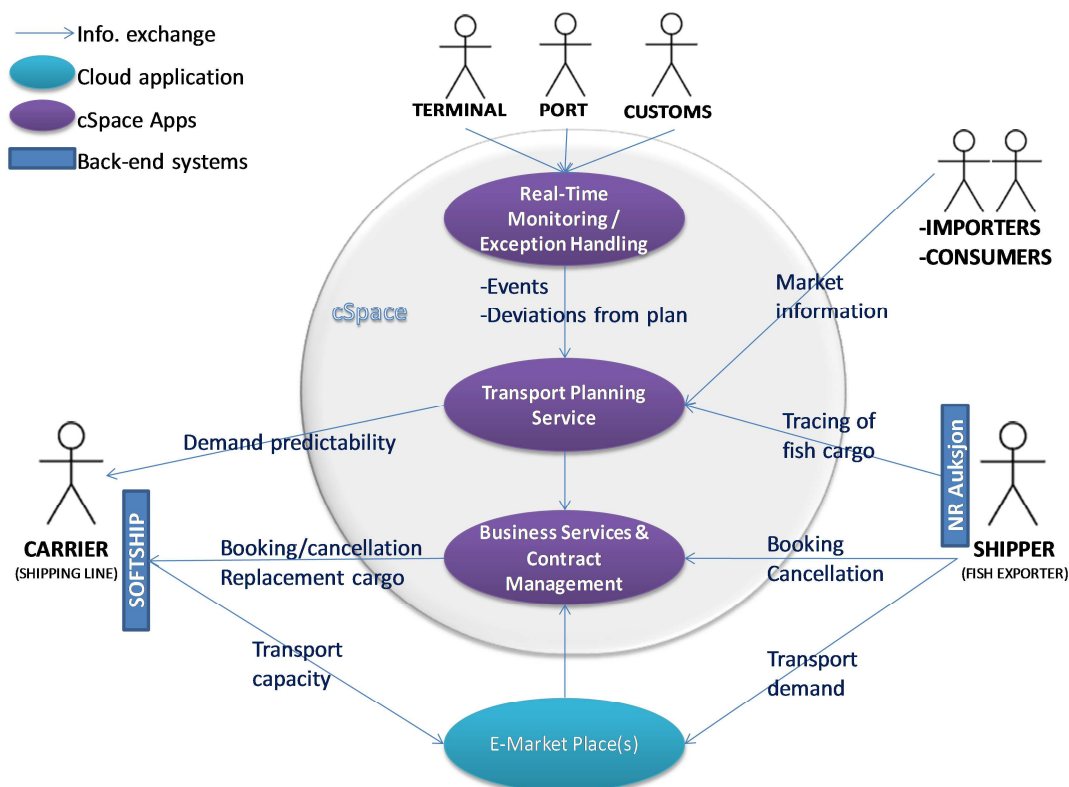 Info. exchange
Cloud application
cSpace Apps
Back-end systems
TERMINAL
PORT
CUSTOMS
Real-Time
Monitoring /
Exception Handling
-IMPORTERS
-CONSUMERS
-Events
-Deviations from plan
cSpace
Market
information
Transport Planning
Service
Demand predictability
Tracing of
fish cargo
NR Auksjon
CARRIER
(SHIPPING LINE)
SOFTSHIP
Booking/cancellation
Replacement cargo
Business Services &
Contract
Management
Booking
Cancellation
SHIPPER
(FISH EXPORTER)
Transport
capacity
Transport
demand
E-Market Place(s)